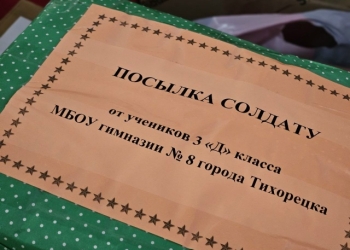 ПОСЫЛКА СОЛДАТУ
от учеников 3 «Д» класса
МБОУ гимназии № 8 города Тихорецка